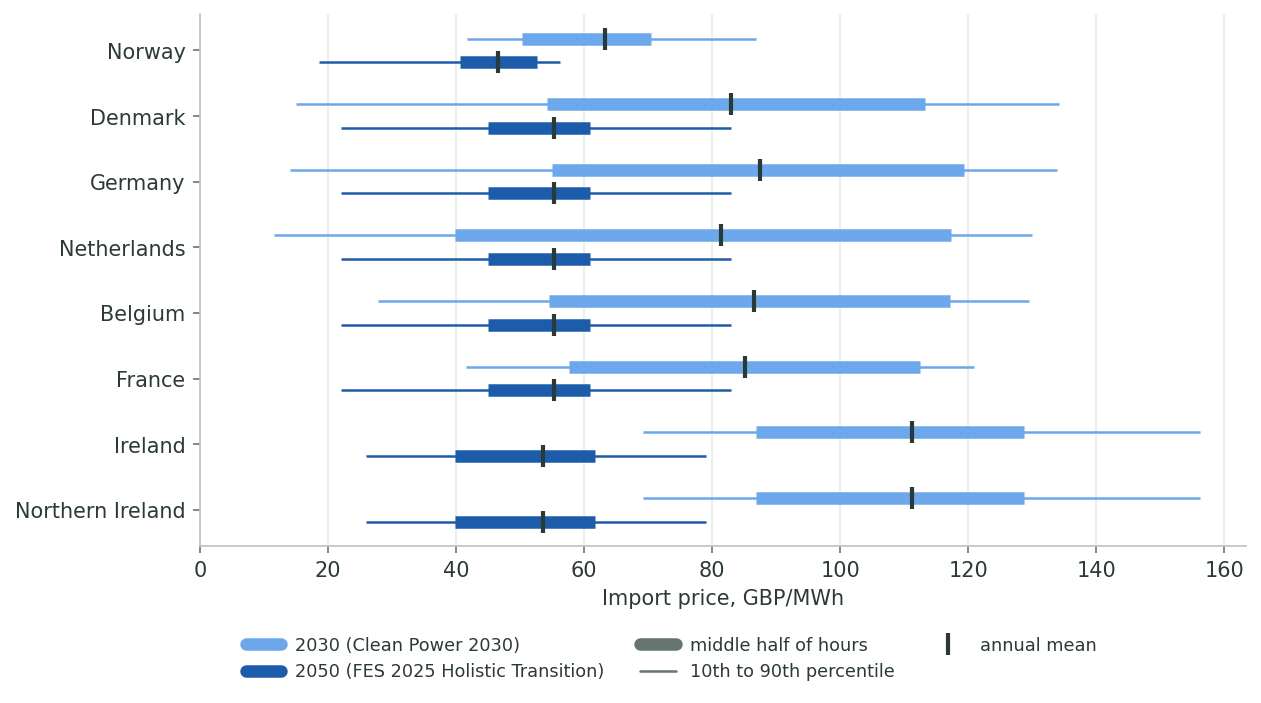 Norway
Denmark
Germany
Netherlands
Belgium
France
Ireland
Northern Ireland
0 20 40 60 80 100 120 140 160
Import price, GBP/MWh
2030 (Clean Power 2030) middle half of hours annual mean
2050 (FES 2025 Holistic Transition) 10th to 90th percentile